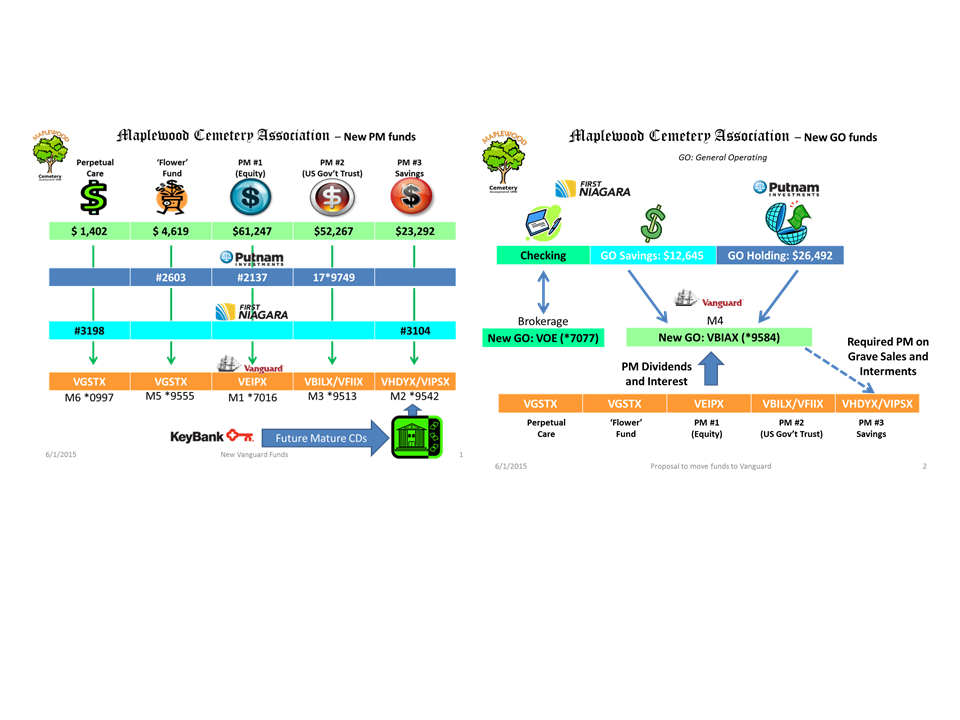 MAPLEWOOD
Cemetery
Maplewood Cemetery Association – New PM funds
Perpetual
Care
‘Flower’
Fund
PM #1
(Equity)
PM #2
(US Gov’t Trust)
PM #3
Savings
$ 1,402
$ 4,619
$61,247
$52,267
$23,292
Putnam
INVESTMENTS
#2603
#2137
17*9749
FIRST
NIAGARA
#3198
#3104
Vanguard
VGSTX
VGSTX
VEIPX
VBILX/VFIIX
VHDYX/VIPSX
M6 *0997
M5 *9555
M1 *7016
M3 *9513
M2 *9542
KeyBank
Future Mature CDs
6/1/2015
New Vanguard Funds
1
MAPLEWOOD
Cemetery
Maplewood Cemetery Association – New GO funds
GO: General Operating
FIRST
NIAGARA
Putnam
INVESTMENTS
Checking
GO Savings: $12,645
GO Holding: $26,492
Vanguard
Brokerage
M4
New GO: VOE (*7077)
New GO: VBIAX (*9584)
Required PM on
Grave Sales and
Interments
PM Dividends
and Interest
VGSTX
VGSTX
VEIPX
VBILX/VFIIX
VHDYX/VIPSX
Perpetual
Care
‘Flower’
Fund
PM #1
(Equity)
PM #2
(US Gov’t Trust)
PM #3
Savings
6/1/2015
Proposal to move funds to Vanguard
2